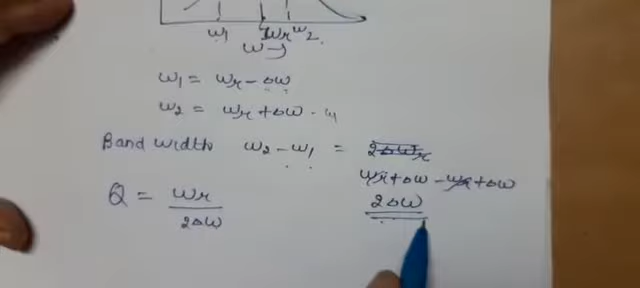 ω1 ωr ω2
ω→
ω1 = ωr - Δω
ω2 = ωr + Δω
Band width ω2 - ω1 = 2Δωr
ωr + Δω - ωr + Δω
Q = ωr / 2Δω
2Δω